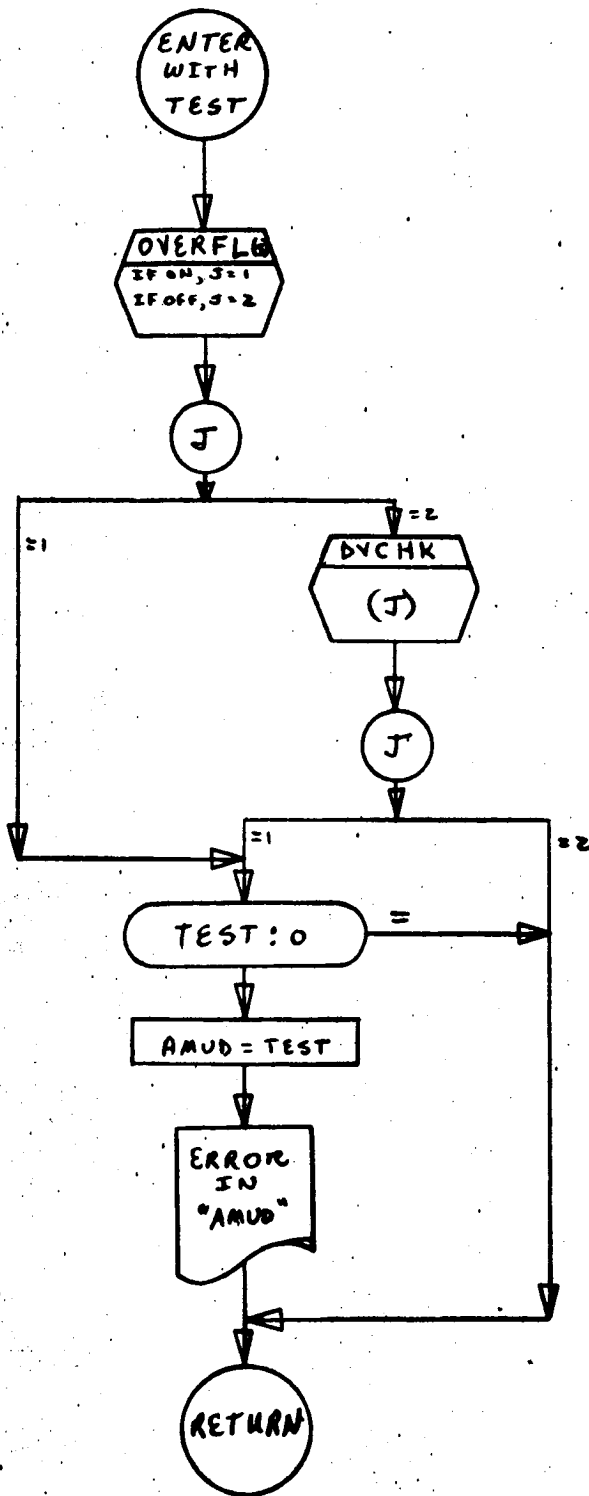 ENTER
WITH
TEST
OVERFLO
IF ON, J=1
IF OFF, J=2
J
=1
=2
DVCHK
(J)
J
=1
=2
TEST : 0
=
AMUD = TEST
ERROR
IN
"AMUD"
RETURN